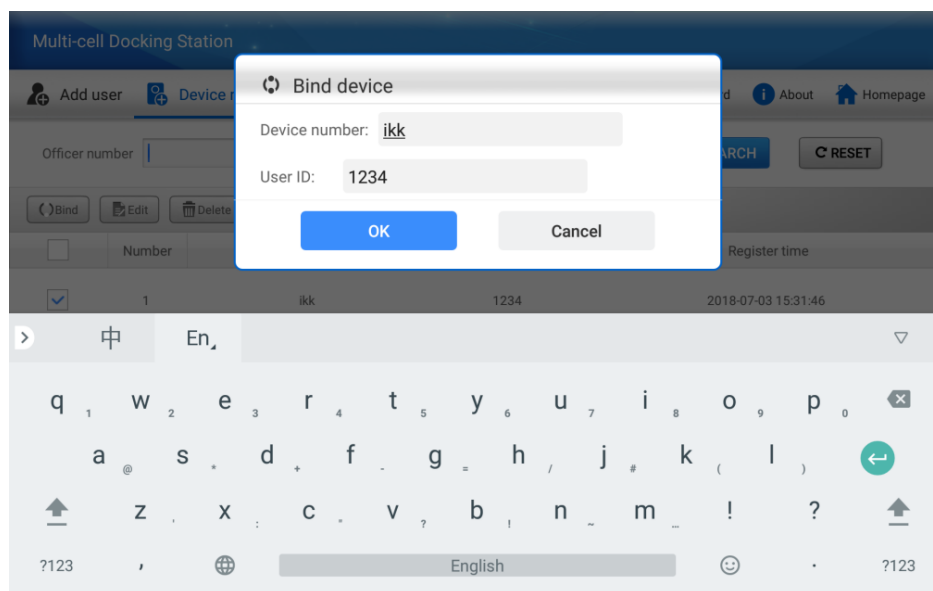 Multi-cell Docking Station
Bind device
Add user Device r d About Homepage
Device number: ikk
Officer number ARCH RESET
User ID: 1234
Bind Edit Delete
OK Cancel
Number Register time
1 ikk 1234 2018-07-03 15:31:46
中 En
q 1 w 2 e 3 r 4 t 5 y 6 u 7 i 8 o 9 p 0
a @ s * d + f - g = h / j # k ( l )
z , x : c " v ? b ! n ~ m … ! ?
?123 , English . ?123